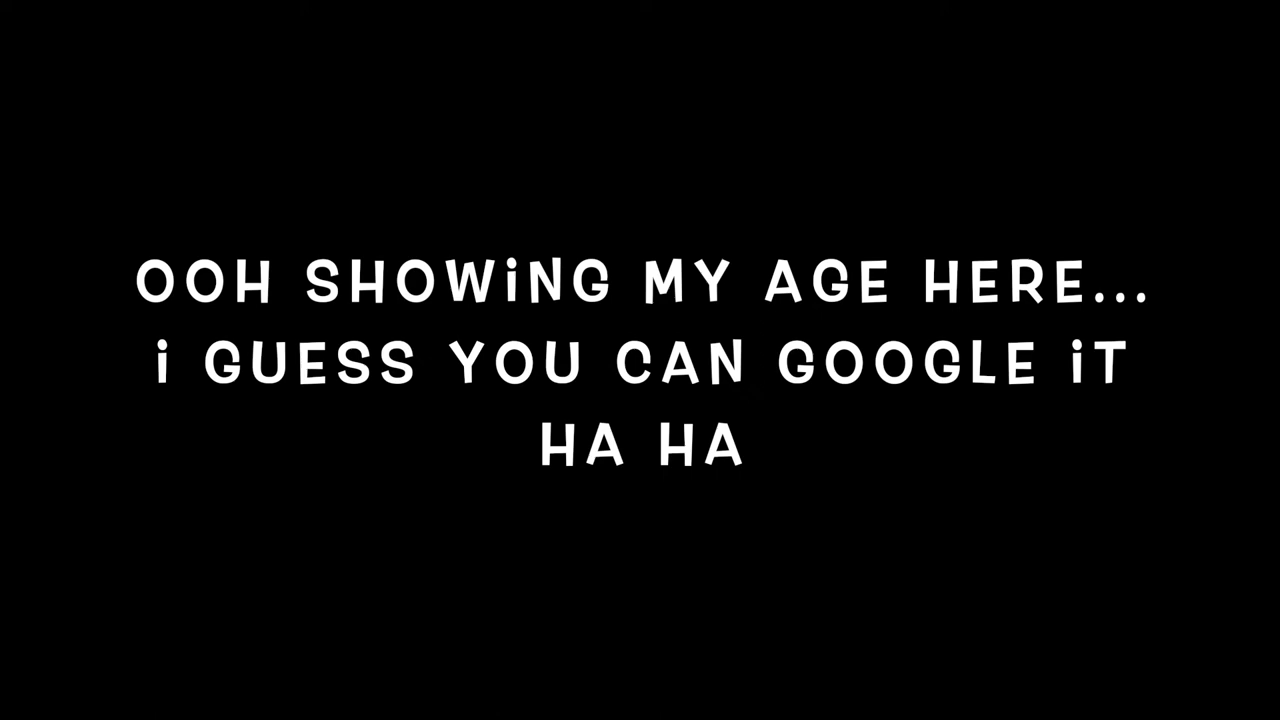 OOH SHOWiNG MY AGE HERE...
i GUESS YOU CAN GOOGLE iT
HA HA